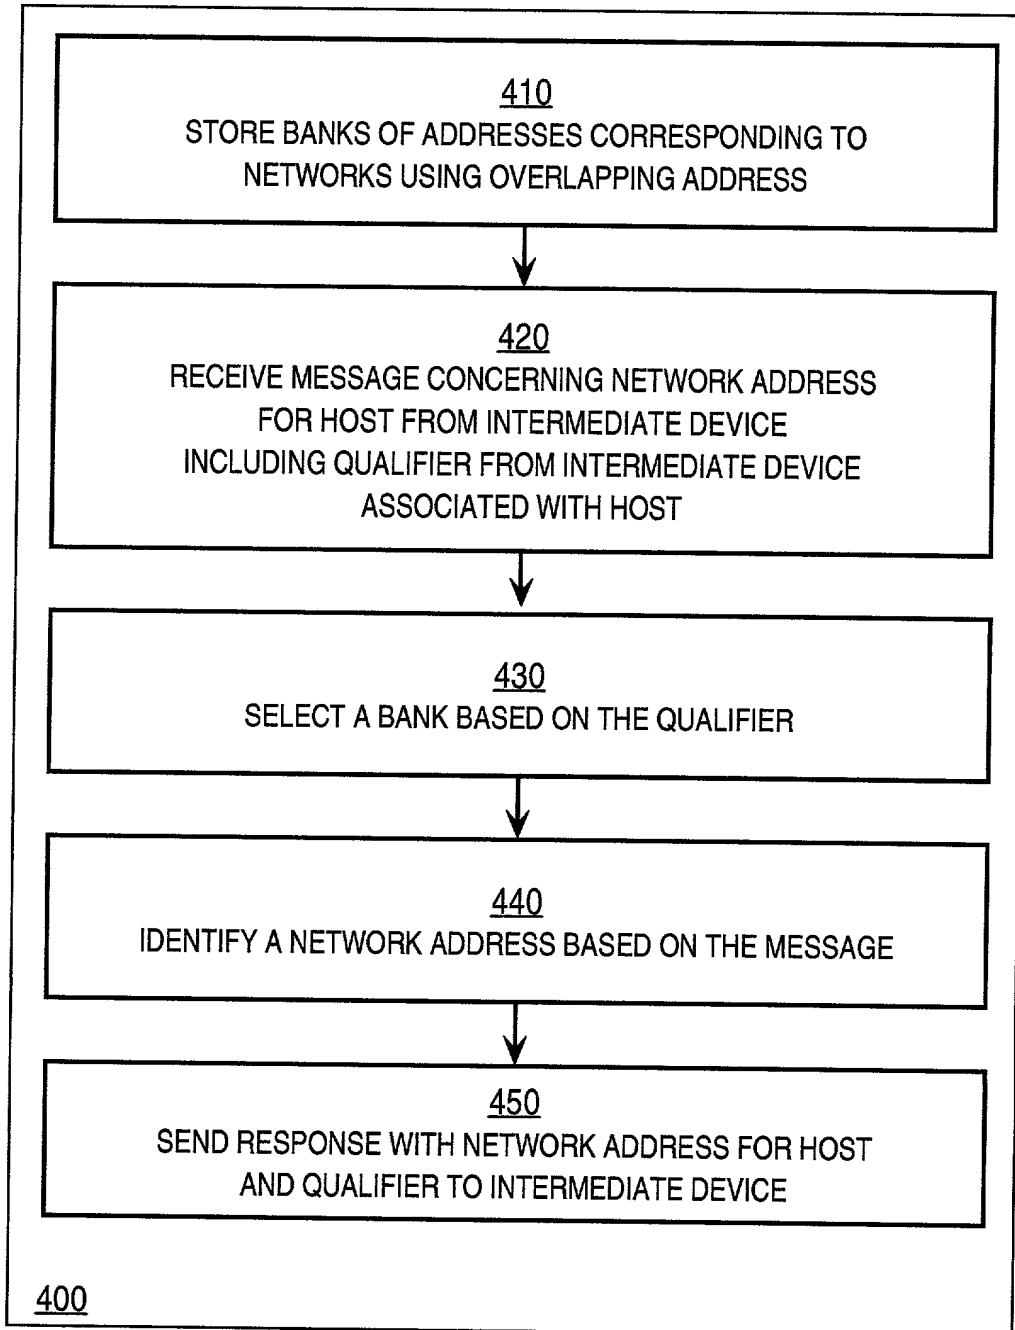 410
STORE BANKS OF ADDRESSES CORRESPONDING TO
NETWORKS USING OVERLAPPING ADDRESS
420
RECEIVE MESSAGE CONCERNING NETWORK ADDRESS
FOR HOST FROM INTERMEDIATE DEVICE
INCLUDING QUALIFIER FROM INTERMEDIATE DEVICE
ASSOCIATED WITH HOST
430
SELECT A BANK BASED ON THE QUALIFIER
440
IDENTIFY A NETWORK ADDRESS BASED ON THE MESSAGE
450
SEND RESPONSE WITH NETWORK ADDRESS FOR HOST
AND QUALIFIER TO INTERMEDIATE DEVICE
400